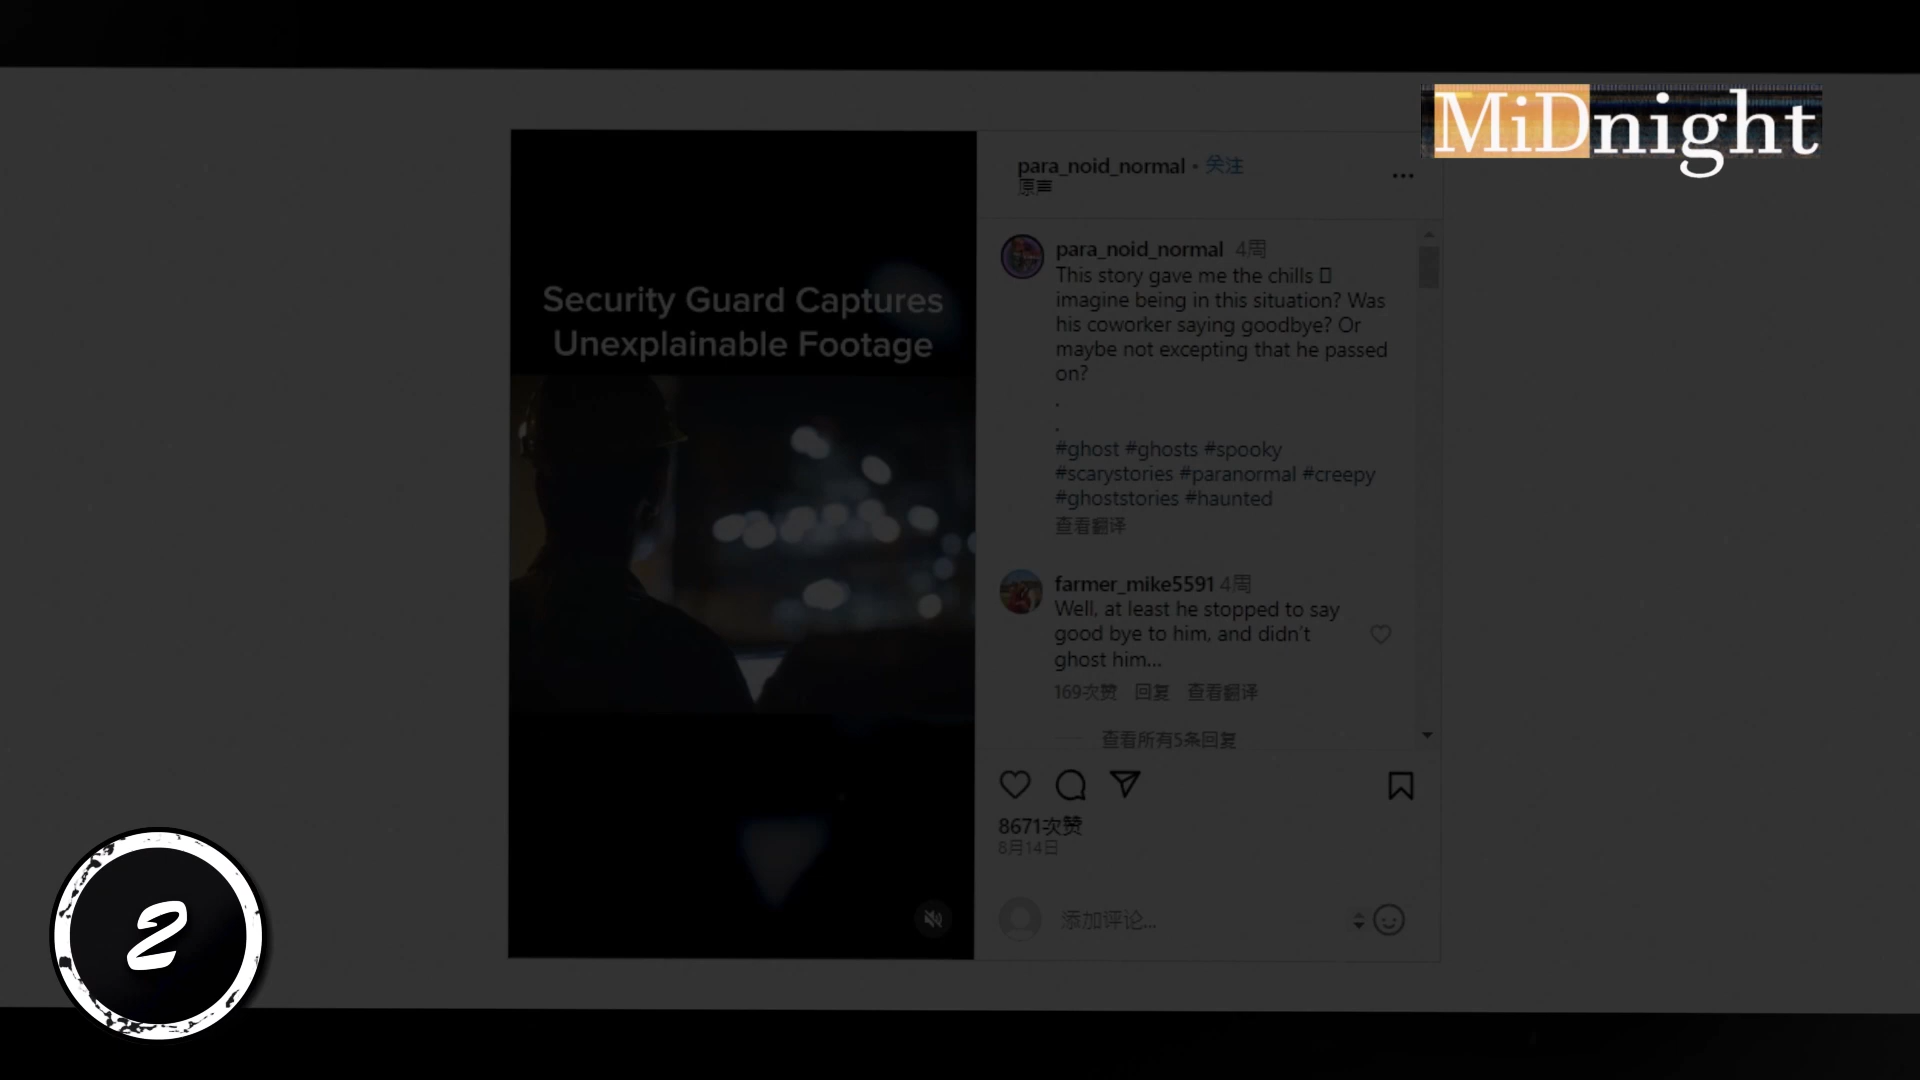 MiDnight
para_noid_normal • 关注
原声
Security Guard Captures
Unexplainable Footage
para_noid_normal 4周
This story gave me the chills
imagine being in this situation? Was
his coworker saying goodbye? Or
maybe not excepting that he passed
on?
.
.
#ghost #ghosts #spooky
#scarystories #paranormal #creepy
#ghoststories #haunted
查看翻译
farmer_mike5591 4周
Well, at least he stopped to say
good bye to him, and didn't
ghost him...
169次赞 回复 查看翻译
查看所有5条回复
8671次赞
8月14日
添加评论...
2